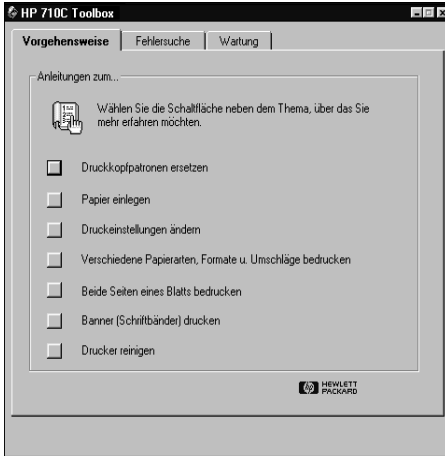 HP 710C Toolbox
Vorgehensweise
Fehlersuche
Wartung
Anleitungen zum...
Wählen Sie die Schaltfläche neben dem Thema, über das Sie
mehr erfahren möchten.
Druckkopfpatronen ersetzen
Papier einlegen
Druckeinstellungen ändern
Verschiedene Papierarten, Formate u. Umschläge bedrucken
Beide Seiten eines Blatts bedrucken
Banner (Schriftbänder) drucken
Drucker reinigen
hp HEWLETT
PACKARD